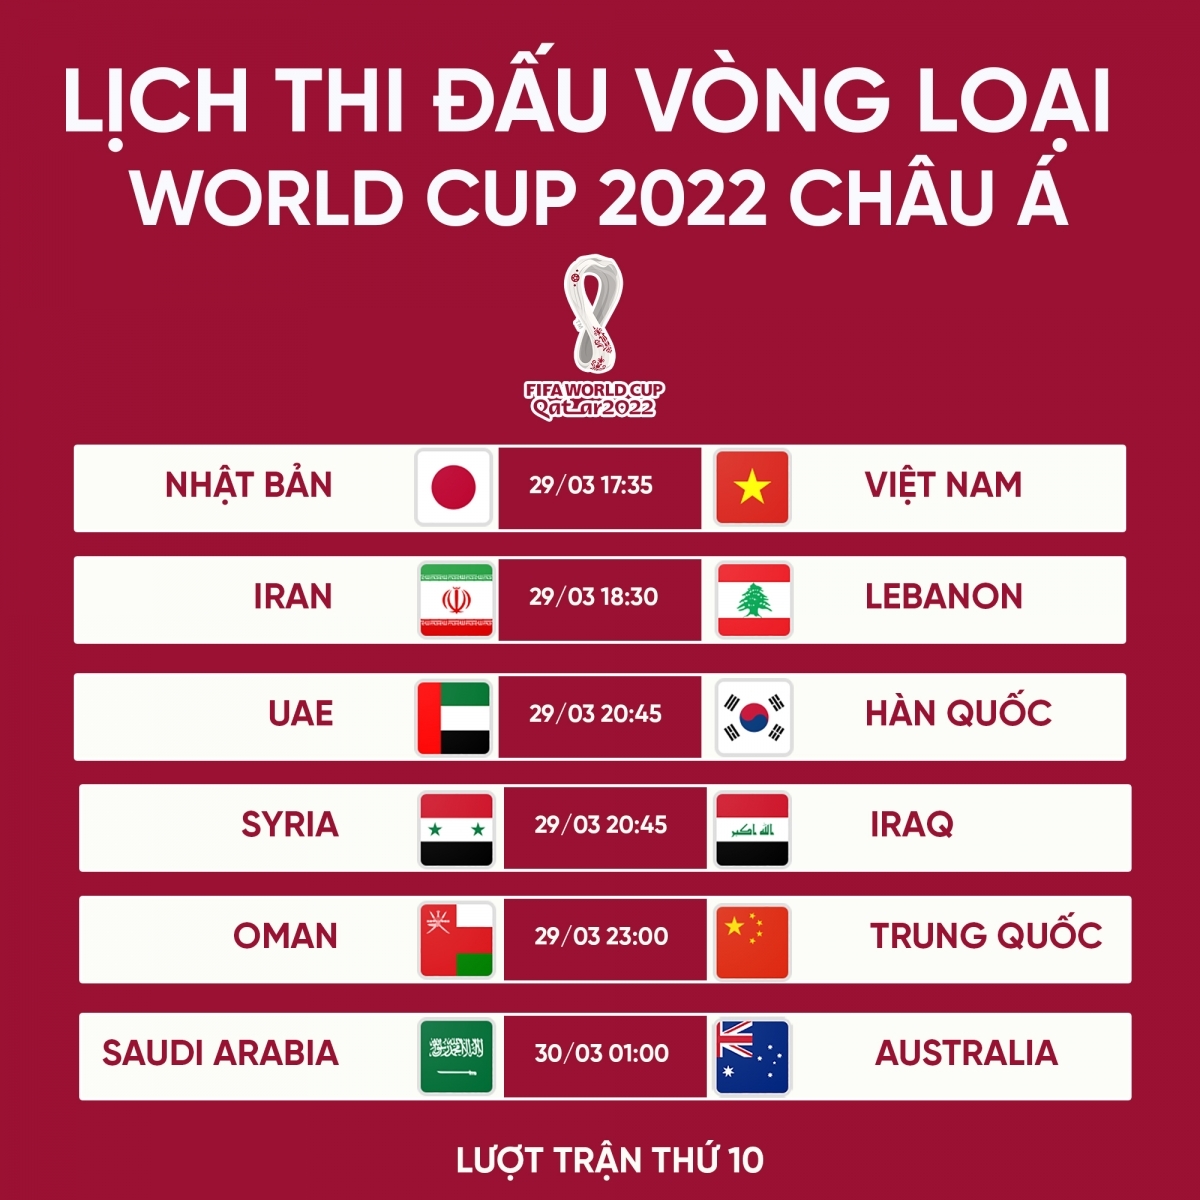 LỊCH THI ĐẤU VÒNG LOẠI
WORLD CUP 2022 CHÂU Á
FIFA WORLD CUP
Qatar2022
NHẬT BẢN 29/03 17:35 VIỆT NAM
IRAN 29/03 18:30 LEBANON
UAE 29/03 20:45 HÀN QUỐC
SYRIA 29/03 20:45 IRAQ
الله اكبر
OMAN 29/03 23:00 TRUNG QUỐC
SAUDI ARABIA 30/03 01:00 AUSTRALIA
LƯỢT TRẬN THỨ 10